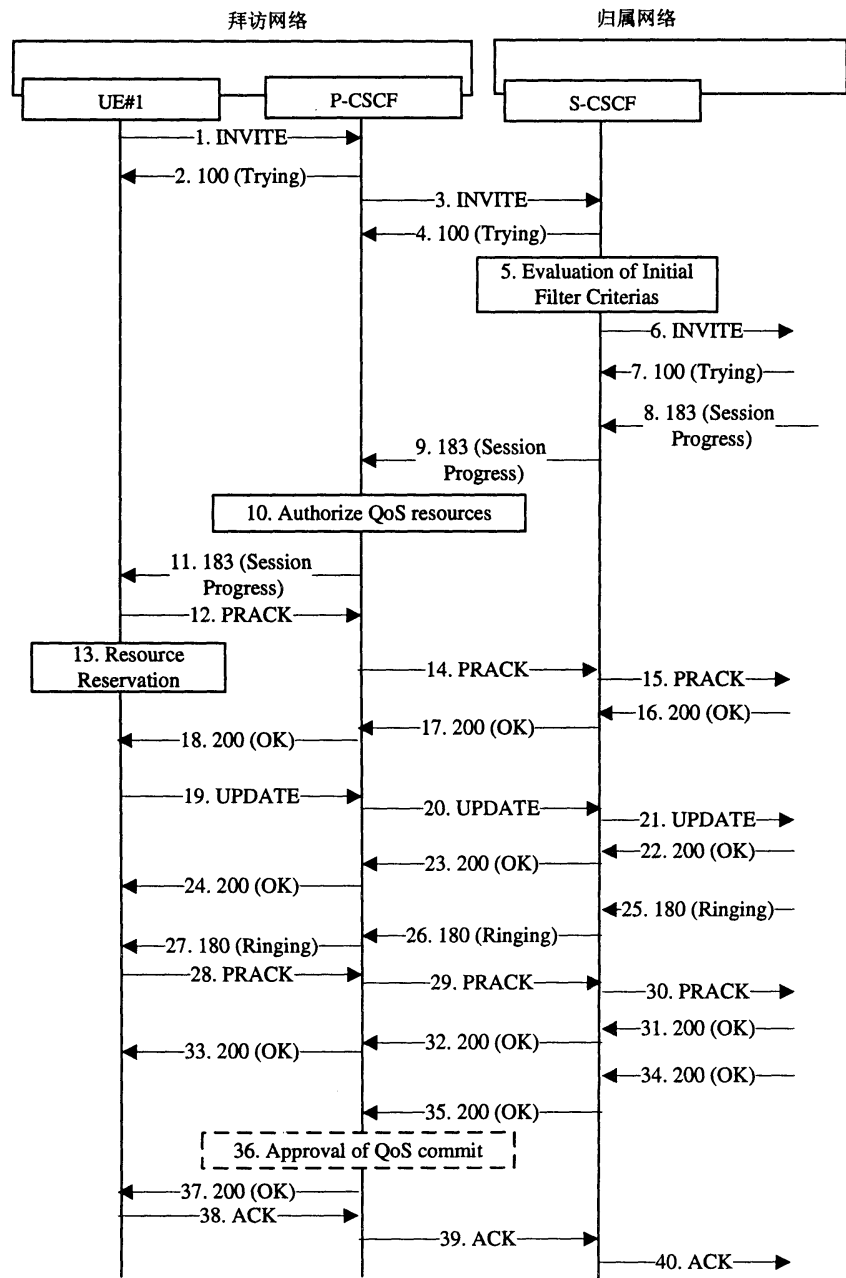 拜访网络
归属网络
UE#1
P-CSCF
S-CSCF
1. INVITE
2. 100 (Trying)
3. INVITE
4. 100 (Trying)
5. Evaluation of Initial
Filter Criterias
6. INVITE
7. 100 (Trying)
8. 183 (Session
Progress)
9. 183 (Session
Progress)
10. Authorize QoS resources
11. 183 (Session
Progress)
12. PRACK
13. Resource
Reservation
14. PRACK
15. PRACK
16. 200 (OK)
17. 200 (OK)
18. 200 (OK)
19. UPDATE
20. UPDATE
21. UPDATE
22. 200 (OK)
23. 200 (OK)
24. 200 (OK)
25. 180 (Ringing)
26. 180 (Ringing)
27. 180 (Ringing)
28. PRACK
29. PRACK
30. PRACK
31. 200 (OK)
32. 200 (OK)
33. 200 (OK)
34. 200 (OK)
35. 200 (OK)
36. Approval of QoS commit
37. 200 (OK)
38. ACK
39. ACK
40. ACK